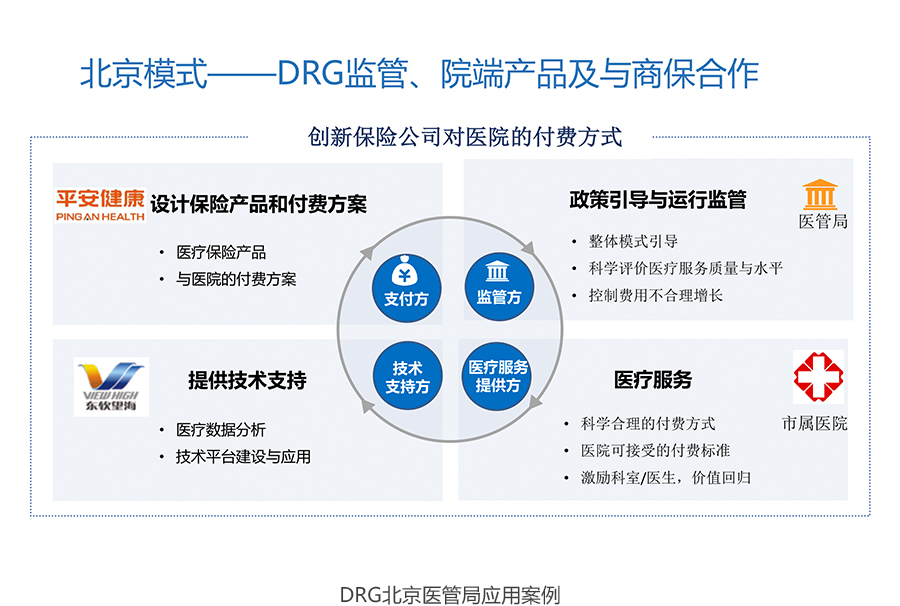 北京模式——DRG监管、院端产品及与商保合作
创新保险公司对医院的付费方式
平安健康
PING AN HEALTH
设计保险产品和付费方案
• 医疗保险产品
• 与医院的付费方案
政策引导与运行监管
医管局
• 整体模式引导
• 科学评价医疗服务质量与水平
• 控制费用不合理增长
支付方
监管方
技术
支持方
医疗服务
提供方
VIEW HIGH
东软望海
提供技术支持
• 医疗数据分析
• 技术平台建设与应用
医疗服务
市属医院
• 科学合理的付费方式
• 医院可接受的付费标准
• 激励科室/医生，价值回归
DRG北京医管局应用案例